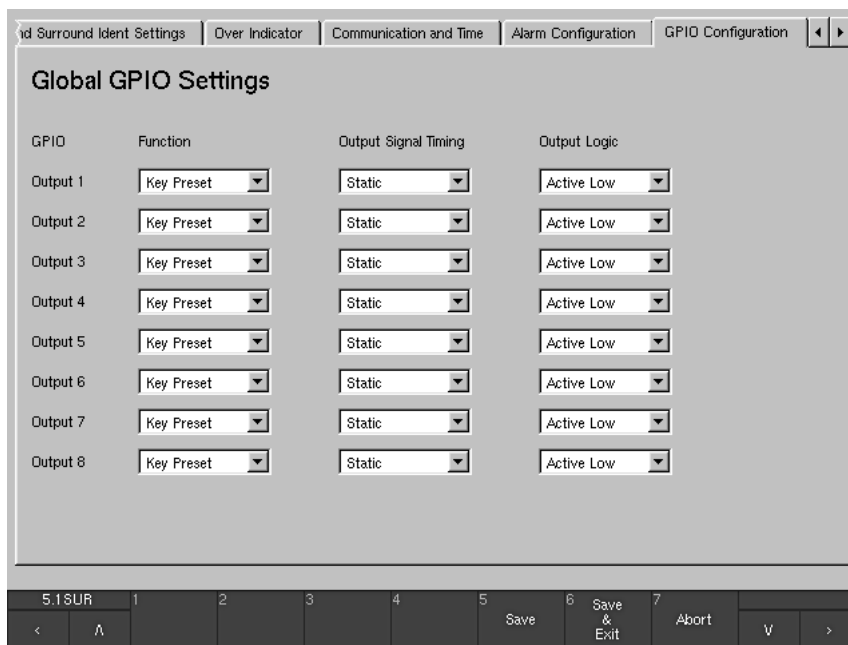 nd Surround Ident Settings Over Indicator Communication and Time Alarm Configuration GPIO Configuration
Global GPIO Settings
GPIO Function Output Signal Timing Output Logic
Output 1 Key Preset Static Active Low
Output 2 Key Preset Static Active Low
Output 3 Key Preset Static Active Low
Output 4 Key Preset Static Active Low
Output 5 Key Preset Static Active Low
Output 6 Key Preset Static Active Low
Output 7 Key Preset Static Active Low
Output 8 Key Preset Static Active Low
5.1SUR 1 2 3 4 5 Save 6 Save & Exit 7 Abort
< Λ V >